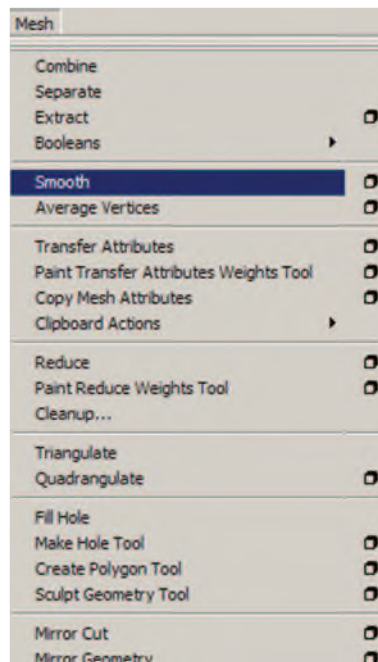 Mesh
Combine
Separate
Extract
Booleans
Smooth
Average Vertices
Transfer Attributes
Paint Transfer Attributes Weights Tool
Copy Mesh Attributes
Clipboard Actions
Reduce
Paint Reduce Weights Tool
Cleanup...
Triangulate
Quadrangulate
Fill Hole
Make Hole Tool
Create Polygon Tool
Sculpt Geometry Tool
Mirror Cut
Mirror Geometry